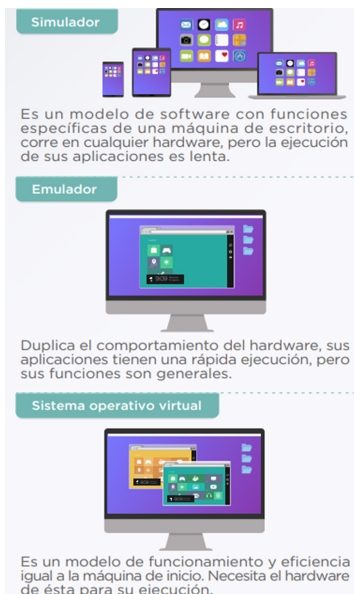 Simulador
Es un modelo de software con funciones
específicas de una máquina de escritorio,
corre en cualquier hardware, pero la ejecución
de sus aplicaciones es lenta.
Emulador
Duplica el comportamiento del hardware, sus
aplicaciones tienen una rápida ejecución, pero
sus funciones son generales.
Sistema operativo virtual
Es un modelo de funcionamiento y eficiencia
igual a la máquina de inicio. Necesita el hardware
de ésta para su ejecución.